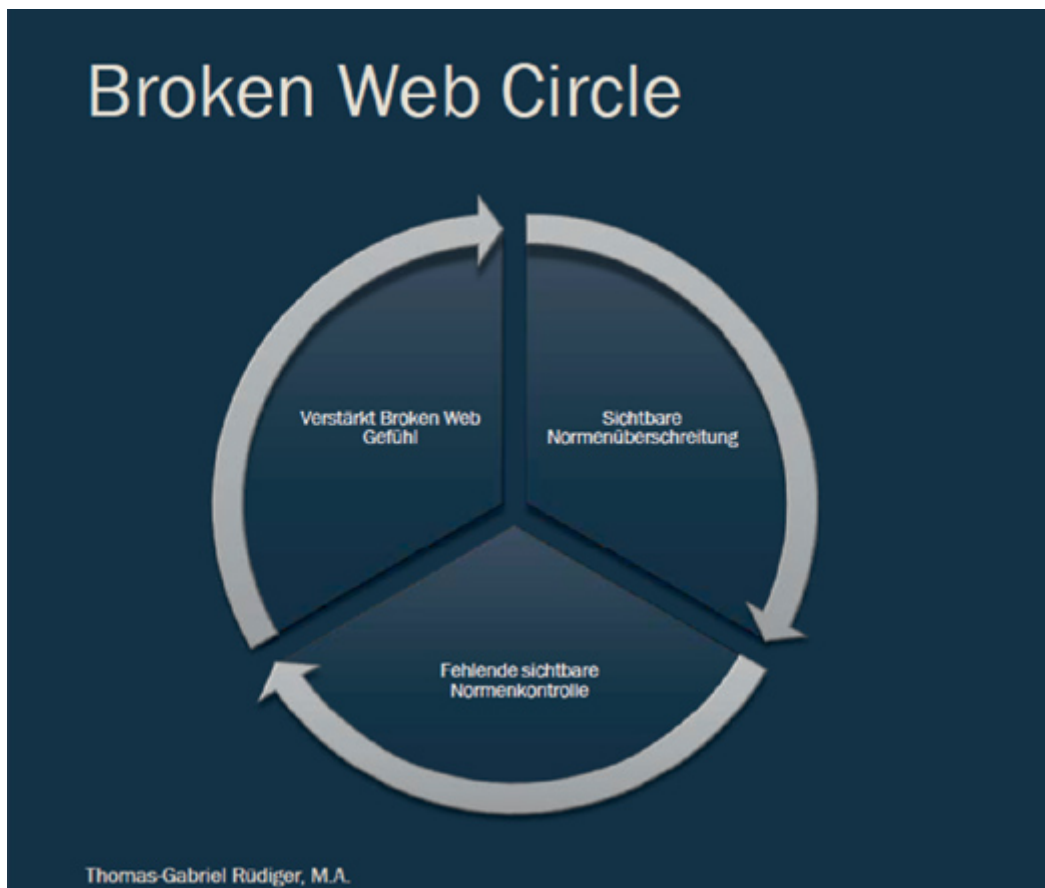 Broken Web Circle
Verstärkt Broken Web
Gefühl
Sichtbare
Normenüberschreitung
Fehlende sichtbare
Normenkontrolle
Thomas-Gabriel Rüdiger, M.A.